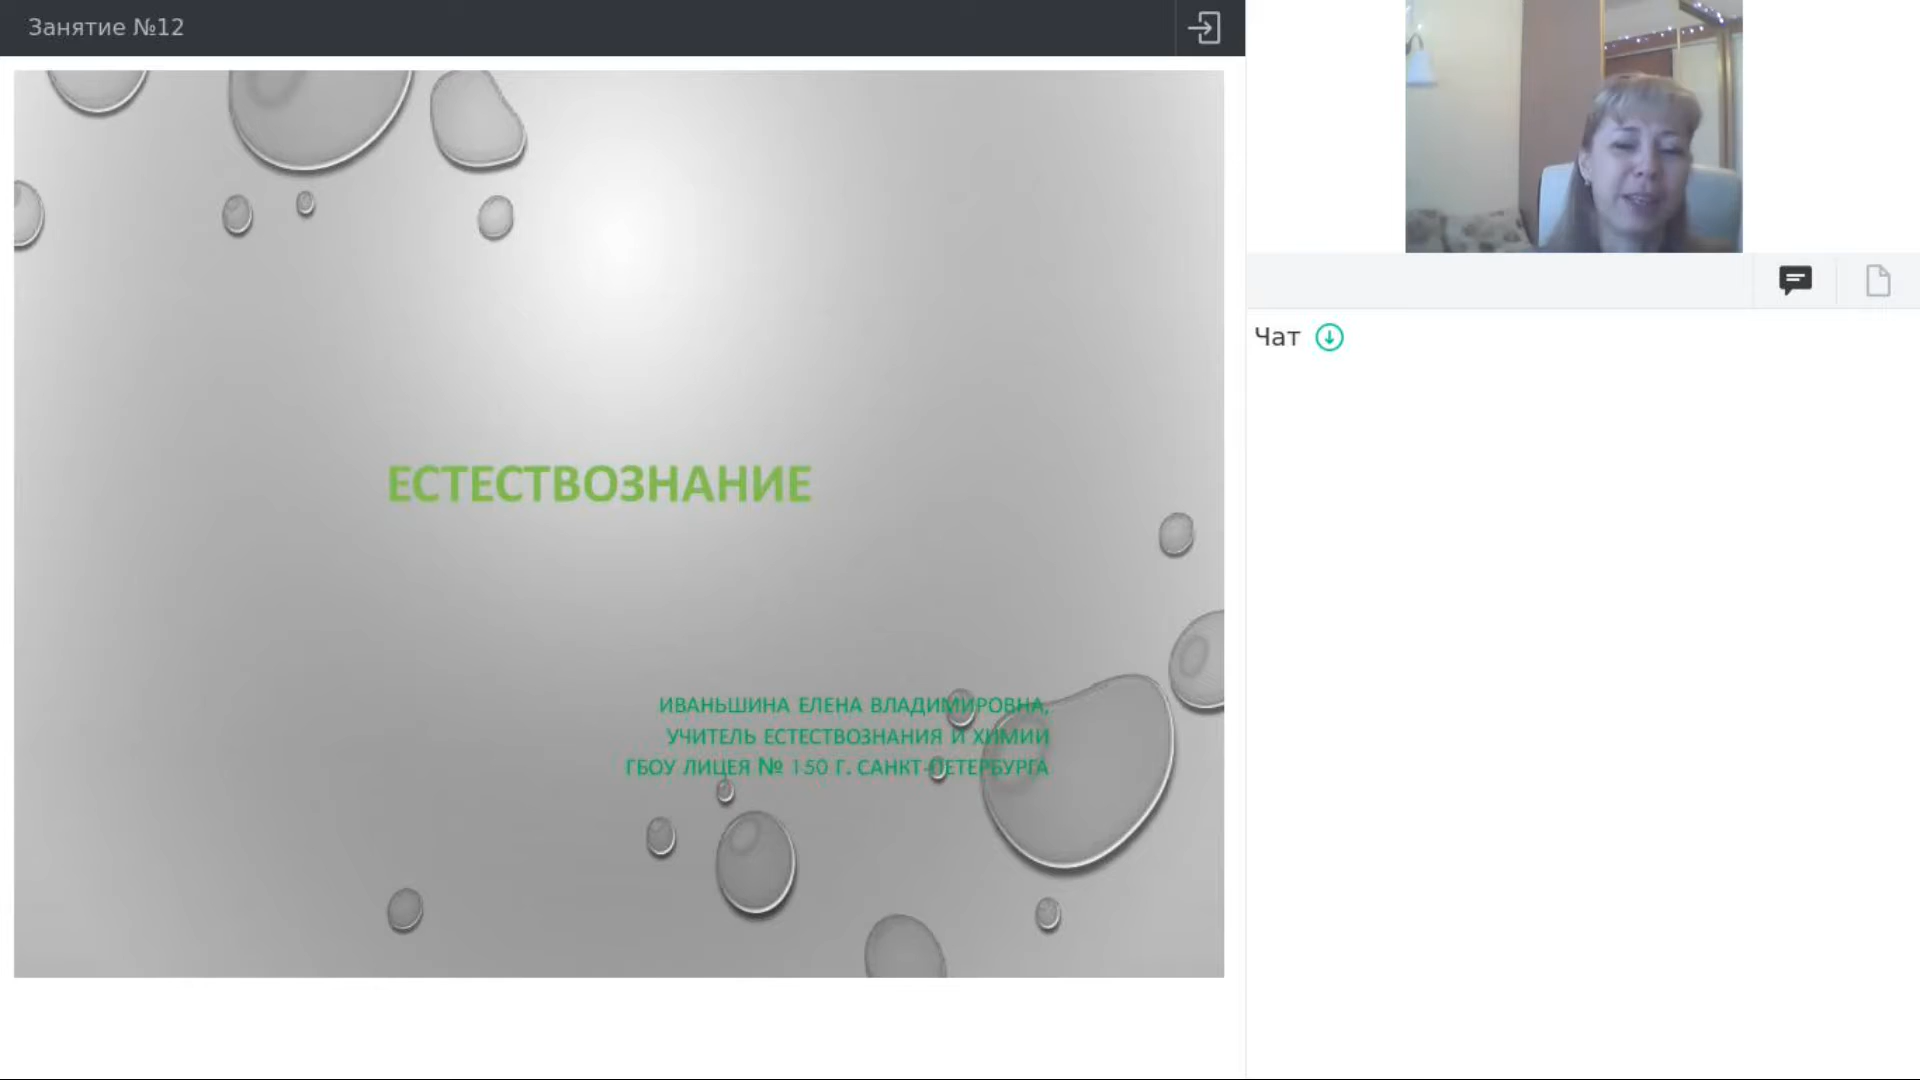 Занятие №12
ЕСТЕСТВОЗНАНИЕ
ИВАНЬШИНА ЕЛЕНА ВЛАДИМИРОВНА,
УЧИТЕЛЬ ЕСТЕСТВОЗНАНИЯ И ХИМИИ
ГБОУ ЛИЦЕЯ № 150 Г. САНКТ-ПЕТЕРБУРГА
Чат